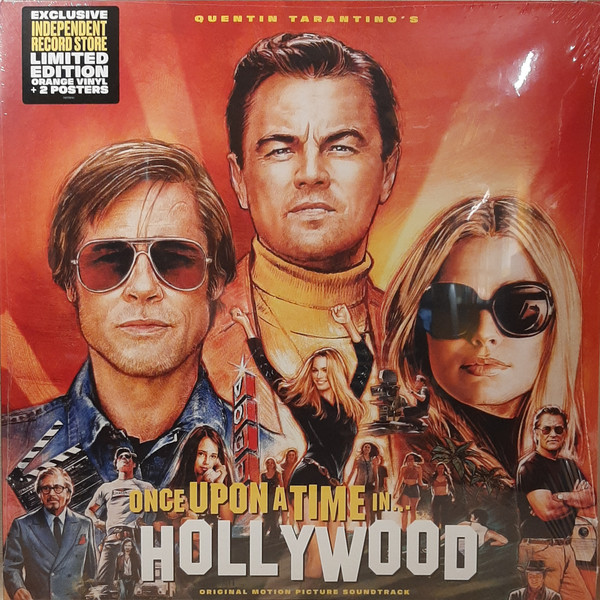 EXCLUSIVE
INDEPENDENT
RECORD STORE
LIMITED
EDITION
ORANGE VINYL
+ 2 POSTERS
QUENTIN TARANTINO'S
ONCE UPON A TIME IN...
HOLLYWOOD
ORIGINAL MOTION PICTURE SOUNDTRACK